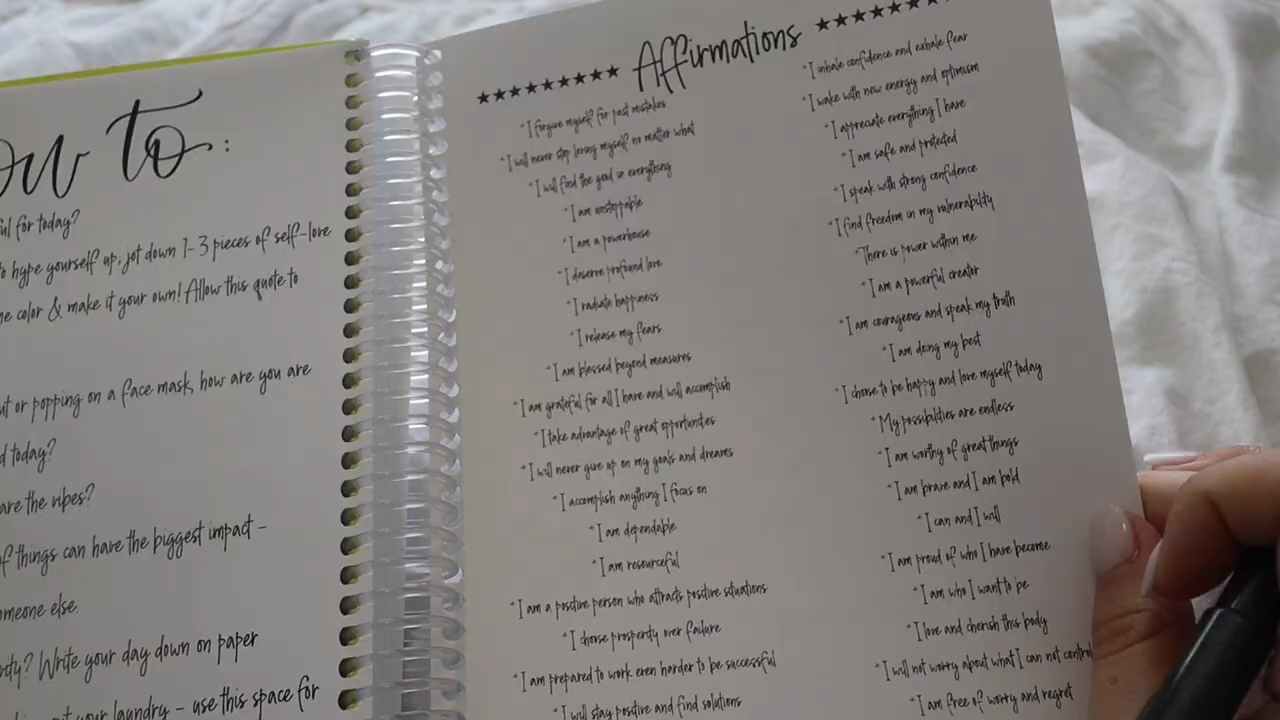 ow to:
ful for today?
to hype yourself up; jot down 1-3 pieces of self-love
me color & make it your own! Allow this quote to
ut or popping on a face mask, how are you are
d today?
are the vibes?
of things can have the biggest impact -
omeone else.
ody? Write your day down on paper
out your laundry - use this space for
********* Affirmations ********
*I forgive myself for past mistakes
*I will never stop loving myself no matter what
*I will find the good in everything
*I am unstoppable
*I am a powerhouse
*I deserve profound love
*I radiate happiness
*I release my fears
*I am blessed beyond measures
*I am grateful for all I have and will accomplish
*I take advantage of great opportunities
*I will never give up on my goals and dreams
*I accomplish anything I focus on
*I am dependable
*I am resourceful
*I am a positive person who attracts positive situations
*I choose prosperity over failure
*I am prepared to work even harder to be successful
*I will stay positive and find solutions
*I inhale confidence and exhale fear
*I wake with new energy and optimism
*I appreciate everything I have
*I am safe and protected
*I speak with strong confidence
*I find freedom in my vulnerability
*There is power within me
*I am a powerful creator
*I am courageous and speak my truth
*I am doing my best
*I choose to be happy and love myself today
*My possibilities are endless
*I am worthy of great things
*I am brave and I am bold
*I can and I will
*I am proud of who I have become
*I am who I want to be
*I love and cherish this body
*I will not worry about what I can not control
*I am free of worry and regret